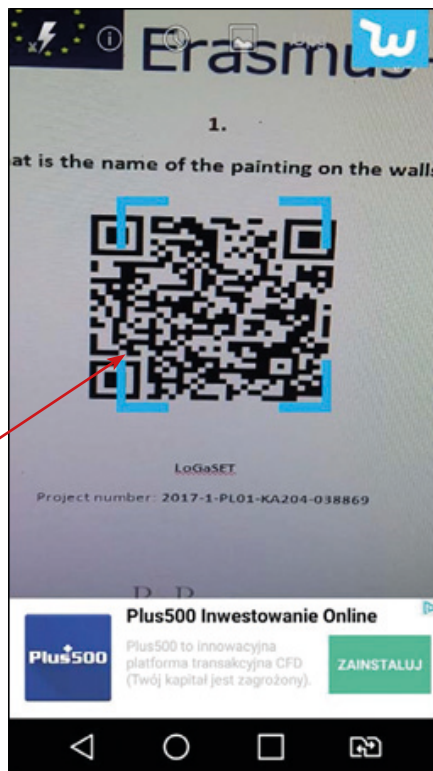 Erasmus+
1.
at is the name of the painting on the walls
LoGaSET
Project number: 2017-1-PL01-KA204-038869
Plus500 Inwestowanie Online
Plus500
Plus500 to innowacyjna
platforma transakcyjna CFD
(Twój kapitał jest zagrożony).
ZAINSTALUJ